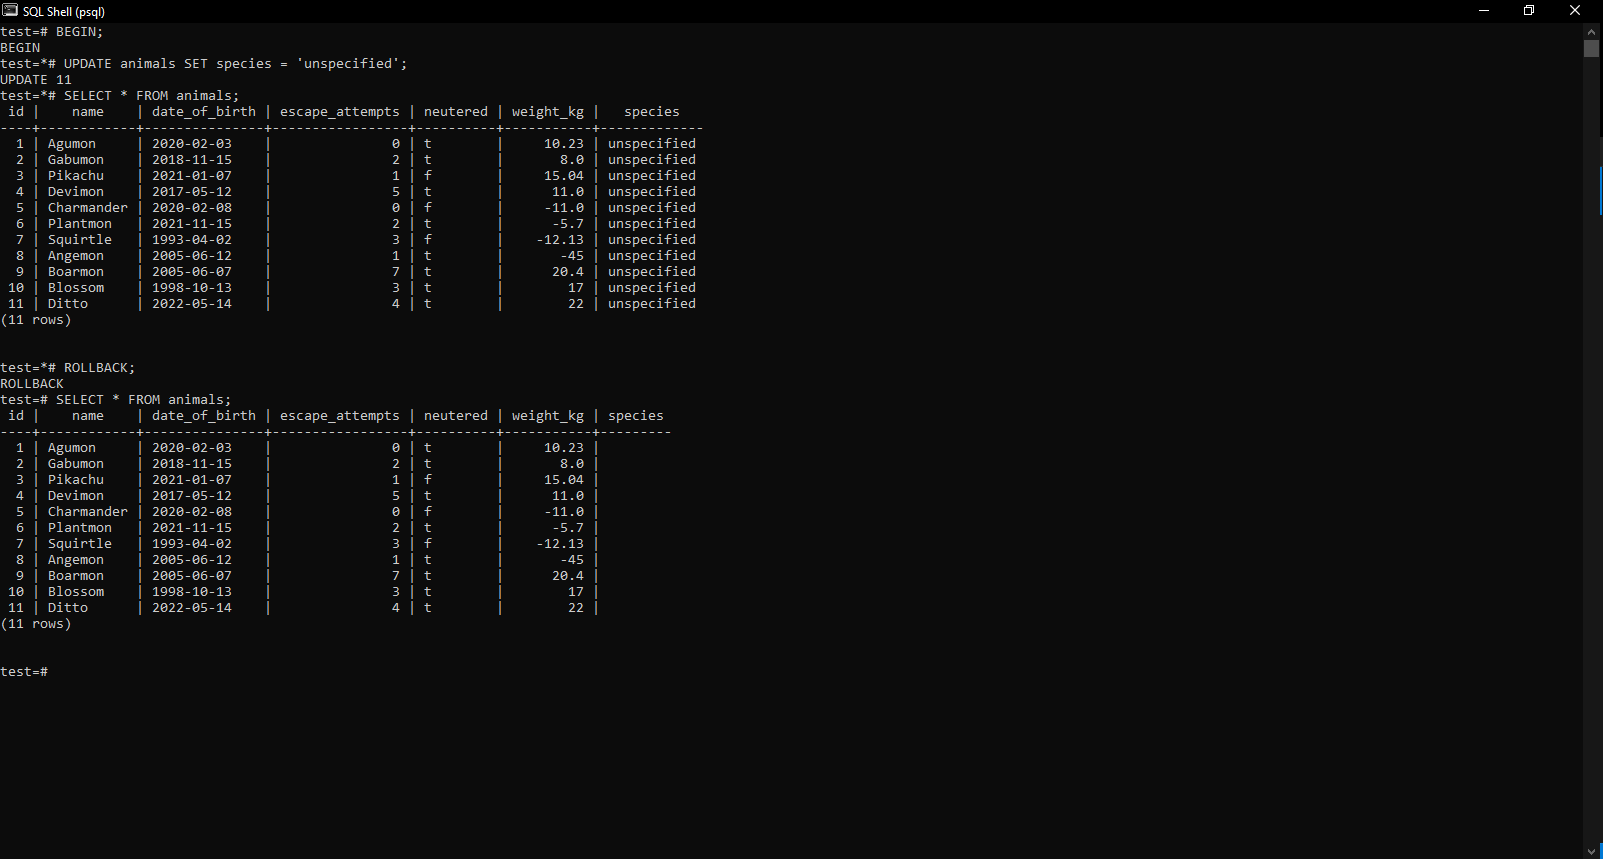 SQL Shell (psql)
test=# BEGIN;
BEGIN
test=*# UPDATE animals SET species = 'unspecified';
UPDATE 11
test=*# SELECT * FROM animals;
 id |    name    | date_of_birth | escape_attempts | neutered | weight_kg |   species
----+------------+---------------+-----------------+----------+-----------+-------------
  1 | Agumon     | 2020-02-03    |               0 | t        |     10.23 | unspecified
  2 | Gabumon    | 2018-11-15    |               2 | t        |       8.0 | unspecified
  3 | Pikachu    | 2021-01-07    |               1 | f        |     15.04 | unspecified
  4 | Devimon    | 2017-05-12    |               5 | t        |      11.0 | unspecified
  5 | Charmander | 2020-02-08    |               0 | f        |     -11.0 | unspecified
  6 | Plantmon   | 2021-11-15    |               2 | t        |      -5.7 | unspecified
  7 | Squirtle   | 1993-04-02    |               3 | f        |    -12.13 | unspecified
  8 | Angemon    | 2005-06-12    |               1 | t        |       -45 | unspecified
  9 | Boarmon    | 2005-06-07    |               7 | t        |      20.4 | unspecified
 10 | Blossom    | 1998-10-13    |               3 | t        |        17 | unspecified
 11 | Ditto      | 2022-05-14    |               4 | t        |        22 | unspecified
(11 rows)
test=*# ROLLBACK;
ROLLBACK
test=# SELECT * FROM animals;
 id |    name    | date_of_birth | escape_attempts | neutered | weight_kg | species
----+------------+---------------+-----------------+----------+-----------+---------
  1 | Agumon     | 2020-02-03    |               0 | t        |     10.23 |
  2 | Gabumon    | 2018-11-15    |               2 | t        |       8.0 |
  3 | Pikachu    | 2021-01-07    |               1 | f        |     15.04 |
  4 | Devimon    | 2017-05-12    |               5 | t        |      11.0 |
  5 | Charmander | 2020-02-08    |               0 | f        |     -11.0 |
  6 | Plantmon   | 2021-11-15    |               2 | t        |      -5.7 |
  7 | Squirtle   | 1993-04-02    |               3 | f        |    -12.13 |
  8 | Angemon    | 2005-06-12    |               1 | t        |       -45 |
  9 | Boarmon    | 2005-06-07    |               7 | t        |      20.4 |
 10 | Blossom    | 1998-10-13    |               3 | t        |        17 |
 11 | Ditto      | 2022-05-14    |               4 | t        |        22 |
(11 rows)
test=#